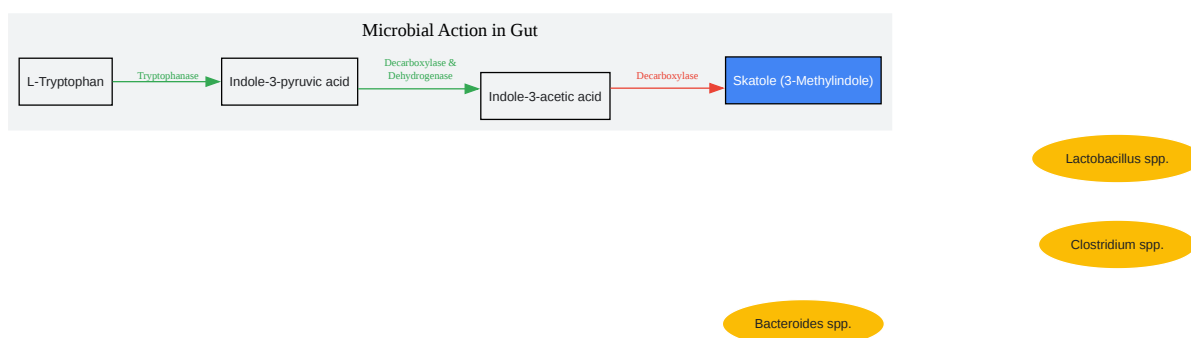 Microbial Action in Gut
L-Tryptophan
Tryptophanase
Indole-3-pyruvic acid
Decarboxylase &
Dehydrogenase
Indole-3-acetic acid
Decarboxylase
Skatole (3-Methylindole)
Lactobacillus spp.
Clostridium spp.
Bacteroides spp.